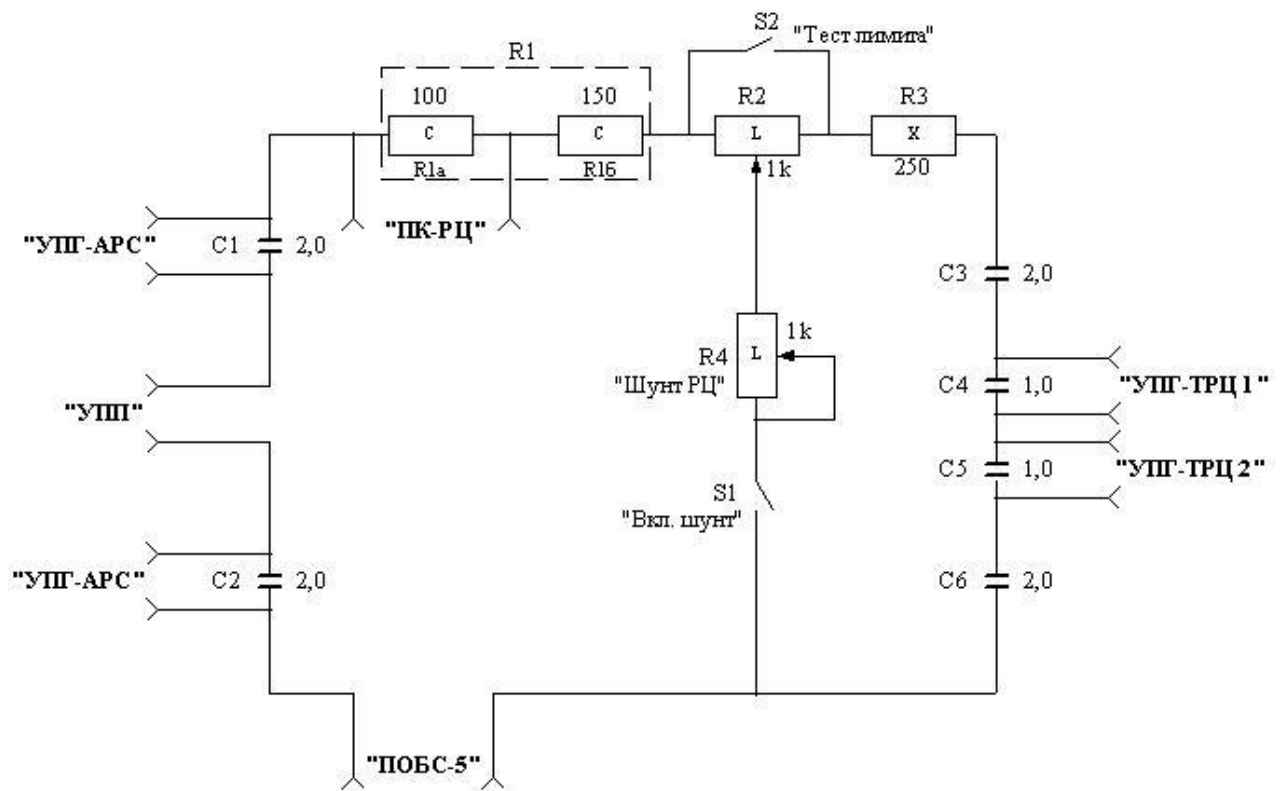 S2
"Тест лимита"
R1
100
150
R2
R3
C
C
L
X
R1а
R1б
1k
250
"ПК-РЦ"
"УПГ-АРС"
C1
2,0
C3
2,0
1k
R4
L
"Шунт РЦ"
C4
1,0
"УПГ-ТРЦ 1"
"УПП"
C5
1,0
"УПГ-ТРЦ 2"
S1
"Вкл. шунт"
"УПГ-АРС"
C2
2,0
C6
2,0
"ПОБС-5"